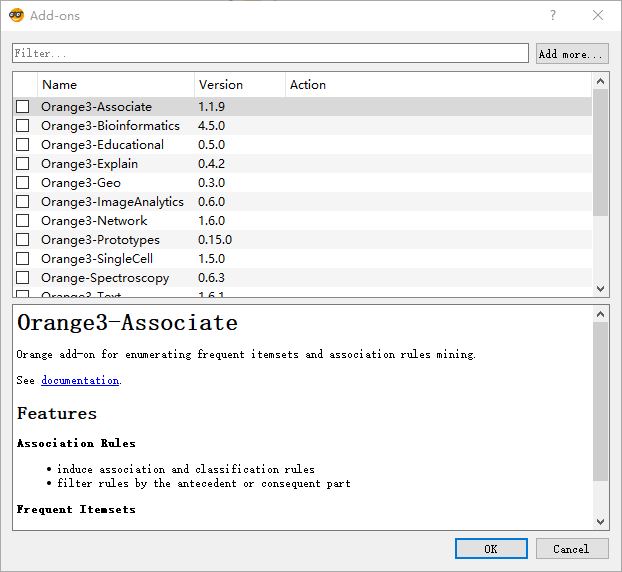 Add-ons
Filter...
Add more...
Name Version Action
Orange3-Associate 1.1.9
Orange3-Bioinformatics 4.5.0
Orange3-Educational 0.5.0
Orange3-Explain 0.4.2
Orange3-Geo 0.3.0
Orange3-ImageAnalytics 0.6.0
Orange3-Network 1.6.0
Orange3-Prototypes 0.15.0
Orange3-SingleCell 1.5.0
Orange-Spectroscopy 0.6.3
Orange3-Text 1.6.1
Orange3-Associate
Orange add-on for enumerating frequent itemsets and association rules mining.
See documentation.
Features
Association Rules
• induce association and classification rules
• filter rules by the antecedent or consequent part
Frequent Itemsets
OK Cancel